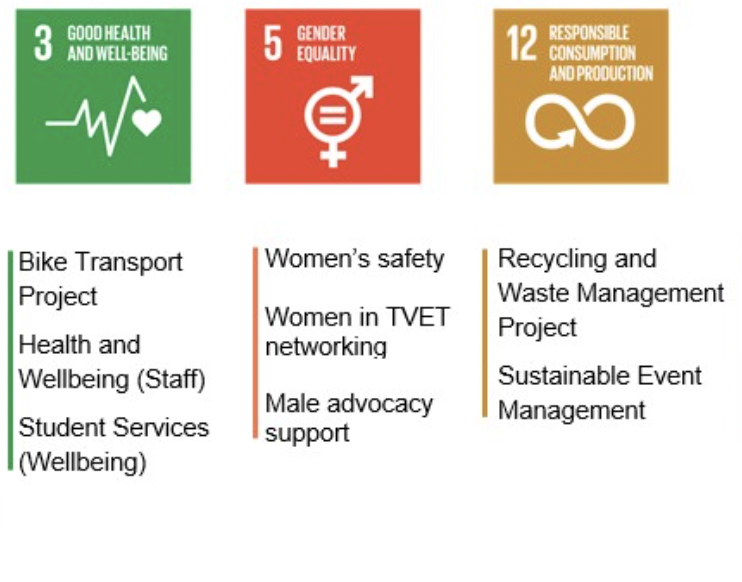 3 GOOD HEALTH
AND WELL-BEING
5 GENDER
EQUALITY
12 RESPONSIBLE
CONSUMPTION
AND PRODUCTION
Bike Transport
Project
Health and
Wellbeing (Staff)
Student Services
(Wellbeing)
Women’s safety
Women in TVET
networking
Male advocacy
support
Recycling and
Waste Management
Project
Sustainable Event
Management